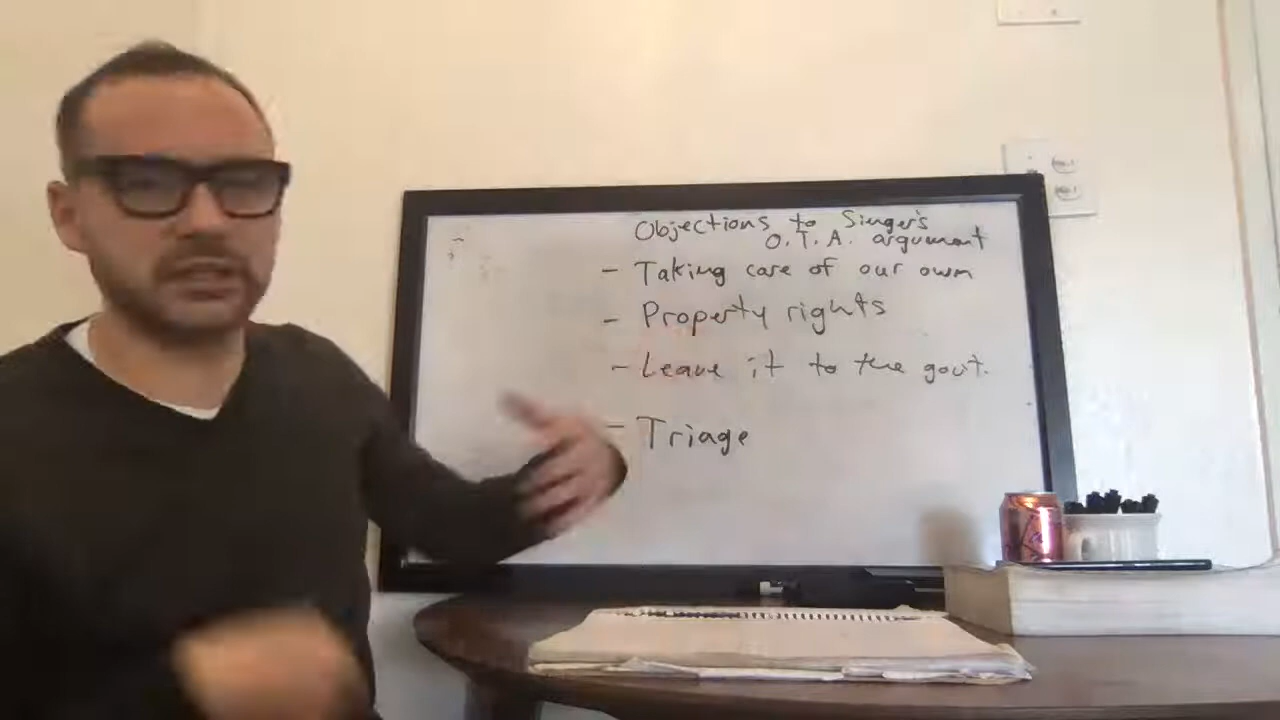 Objections to Singer's
O.T.A. argument
- Taking care of our own
- Property rights
- Leave it to the govt.
- Triage